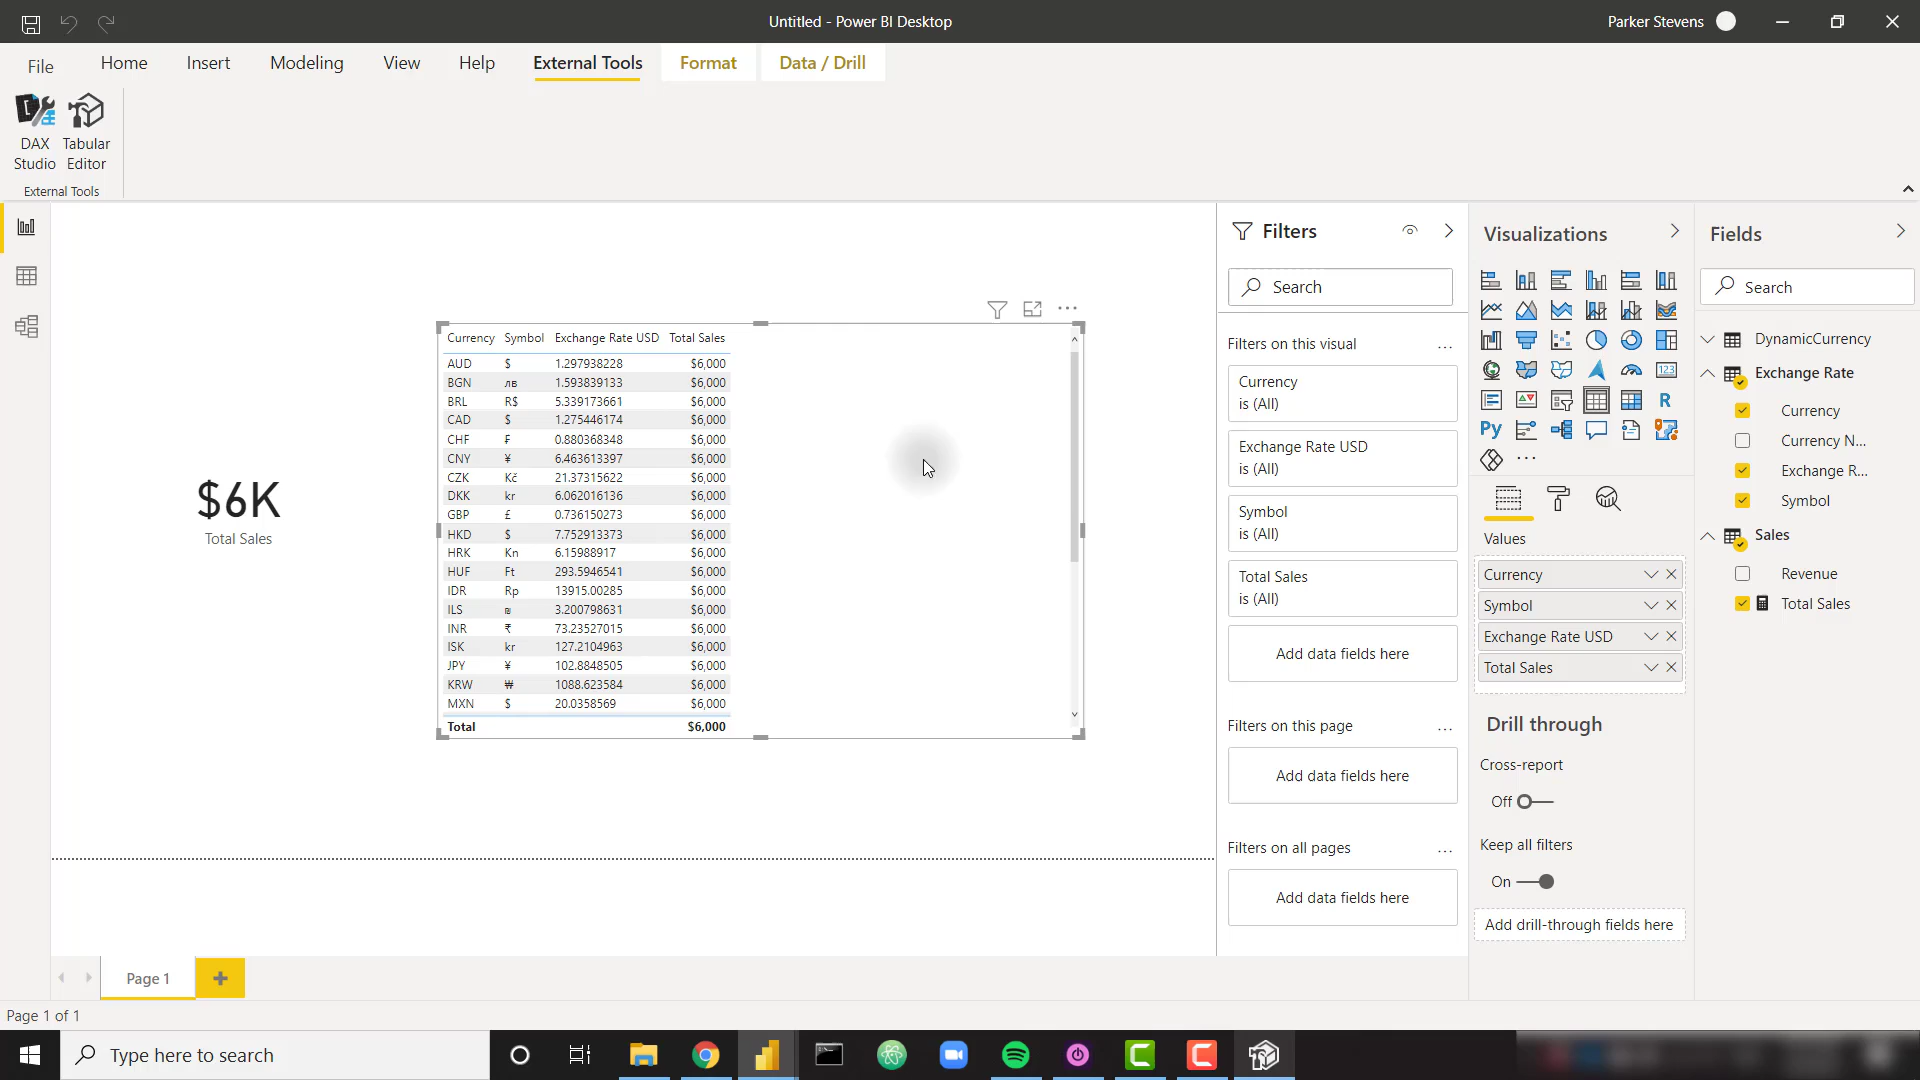 Untitled - Power BI Desktop
Parker Stevens
File
Home
Insert
Modeling
View
Help
External Tools
Format
Data / Drill
DAX
Studio
Tabular
Editor
External Tools
$6K
Total Sales
Currency Symbol Exchange Rate USD Total Sales
AUD $ 1.297938228 $6,000
BGN лв 1.593839133 $6,000
BRL R$ 5.339173661 $6,000
CAD $ 1.275446174 $6,000
CHF ₣ 0.880368348 $6,000
CNY ¥ 6.463613397 $6,000
CZK Kč 21.37315622 $6,000
DKK kr 6.062016136 $6,000
GBP £ 0.736150273 $6,000
HKD $ 7.752913373 $6,000
HRK Kn 6.15988917 $6,000
HUF Ft 293.5946541 $6,000
IDR Rp 13915.00285 $6,000
ILS ₪ 3.200798631 $6,000
INR ₹ 73.23527015 $6,000
ISK kr 127.2104963 $6,000
JPY ¥ 102.8848505 $6,000
KRW ₩ 1088.623584 $6,000
MXN $ 20.0358569 $6,000
Total $6,000
Filters
Search
Filters on this visual
Currency
is (All)
Exchange Rate USD
is (All)
Symbol
is (All)
Total Sales
is (All)
Add data fields here
Filters on this page
Add data fields here
Filters on all pages
Add data fields here
Visualizations
123
R
Py
Values
Currency
Symbol
Exchange Rate USD
Total Sales
Drill through
Cross-report
Off
Keep all filters
On
Add drill-through fields here
Fields
Search
DynamicCurrency
Exchange Rate
Currency
Currency N...
Exchange R...
Symbol
Sales
Revenue
Total Sales
Page 1
Page 1 of 1
Type here to search